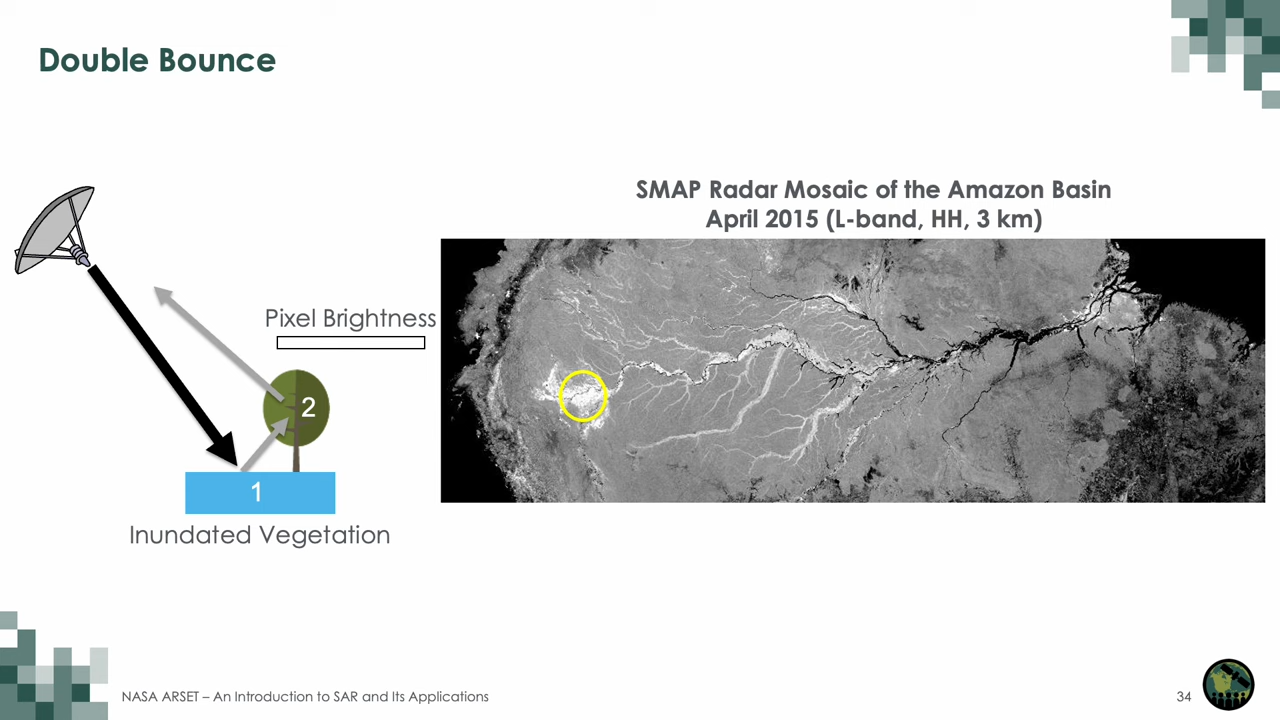 Double Bounce
SMAP Radar Mosaic of the Amazon Basin
April 2015 (L-band, HH, 3 km)
Pixel Brightness
2
1
Inundated Vegetation
NASA ARSET – An Introduction to SAR and Its Applications
34